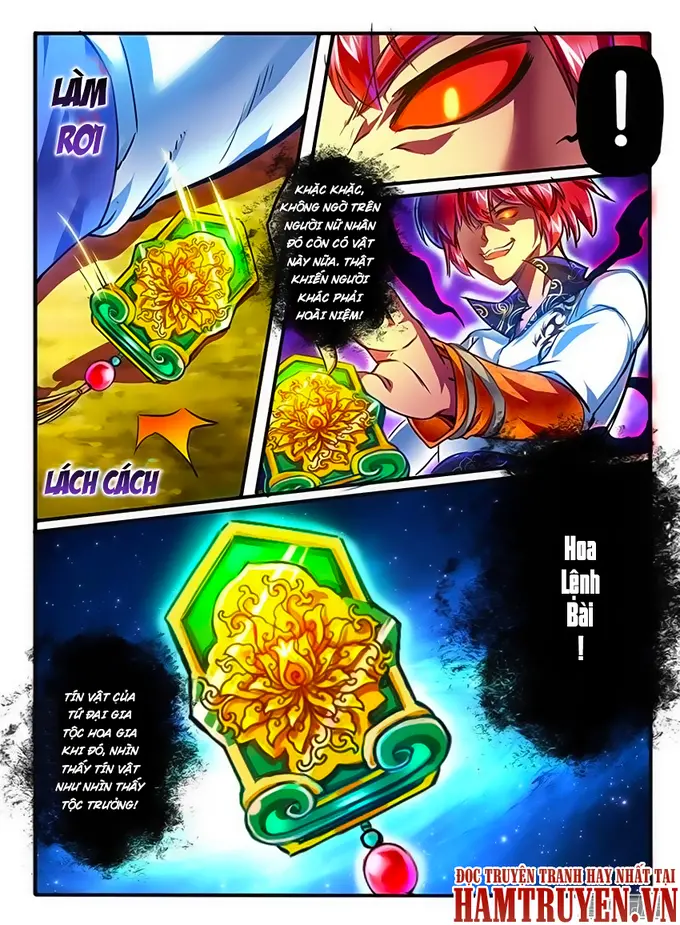 LÀM
RƠI
!
KHẶC KHẶC,
KHÔNG NGỜ TRÊN
NGƯỜI NỮ NHÂN
ĐÓ CÒN CÓ VẬT
NÀY NỮA. THẬT
KHIẾN NGƯỜI
KHÁC PHẢI
HOÀI NIỆM!
LÁCH CÁCH
Hoa
Lệnh
Bài
!
TÍN VẬT CỦA
TỨ ĐẠI GIA
TỘC HOA GIA
KHI ĐÓ, NHÌN
THẤY TÍN VẬT
NHƯ NHÌN THẤY
TỘC TRƯỞNG!
ĐỌC TRUYỆN TRANH HAY NHẤT TẠI
HAMTRUYEN.VN